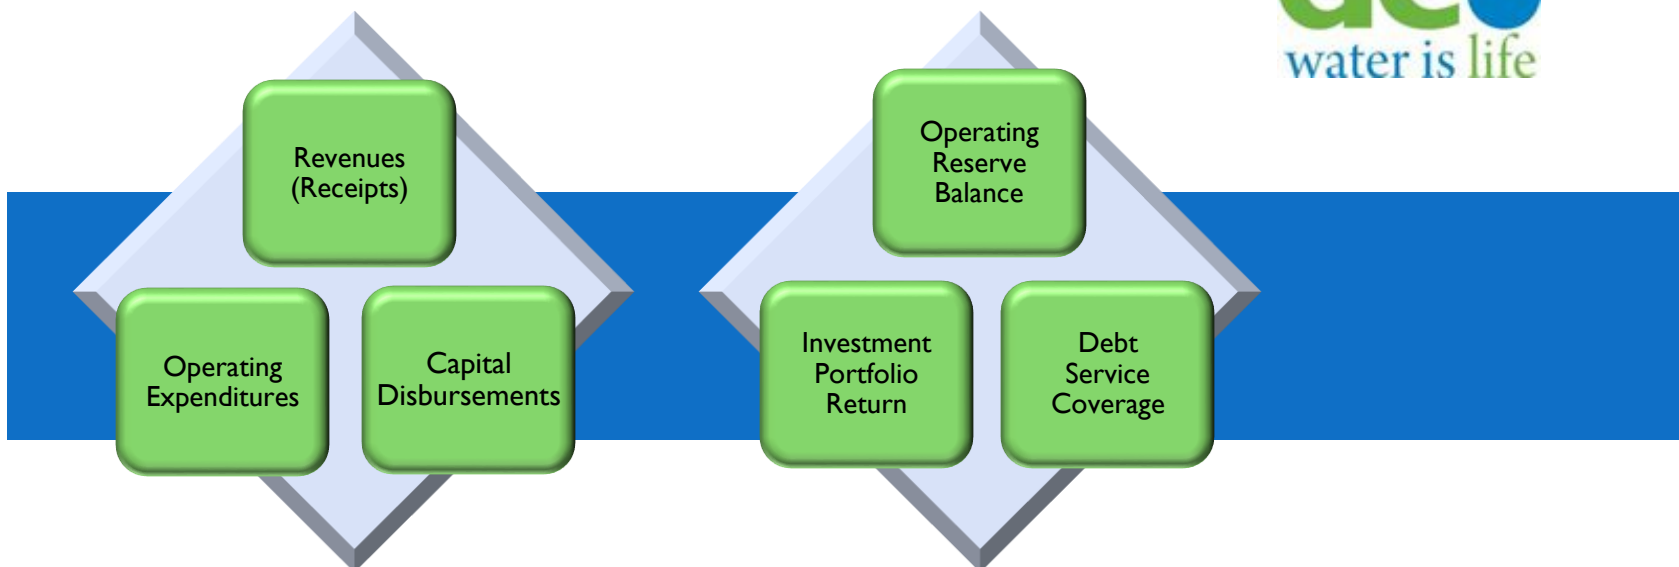 water is life
Revenues
(Receipts)
Operating
Expenditures
Capital
Disbursements
Operating
Reserve
Balance
Investment
Portfolio
Return
Debt
Service
Coverage